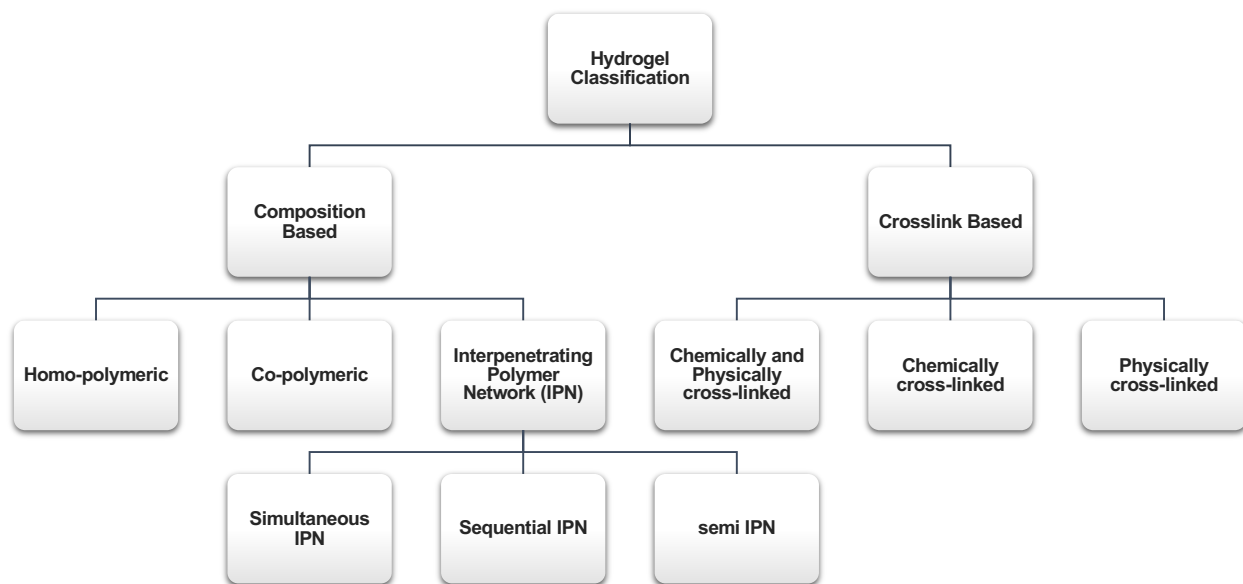 Hydrogel
Classification
Composition
Based
Crosslink Based
Homo-polymeric
Co-polymeric
Interpenetrating
Polymer
Network (IPN)
Chemically and
Physically
cross-linked
Chemically
cross-linked
Physically
cross-linked
Simultaneous
IPN
Sequential IPN
semi IPN